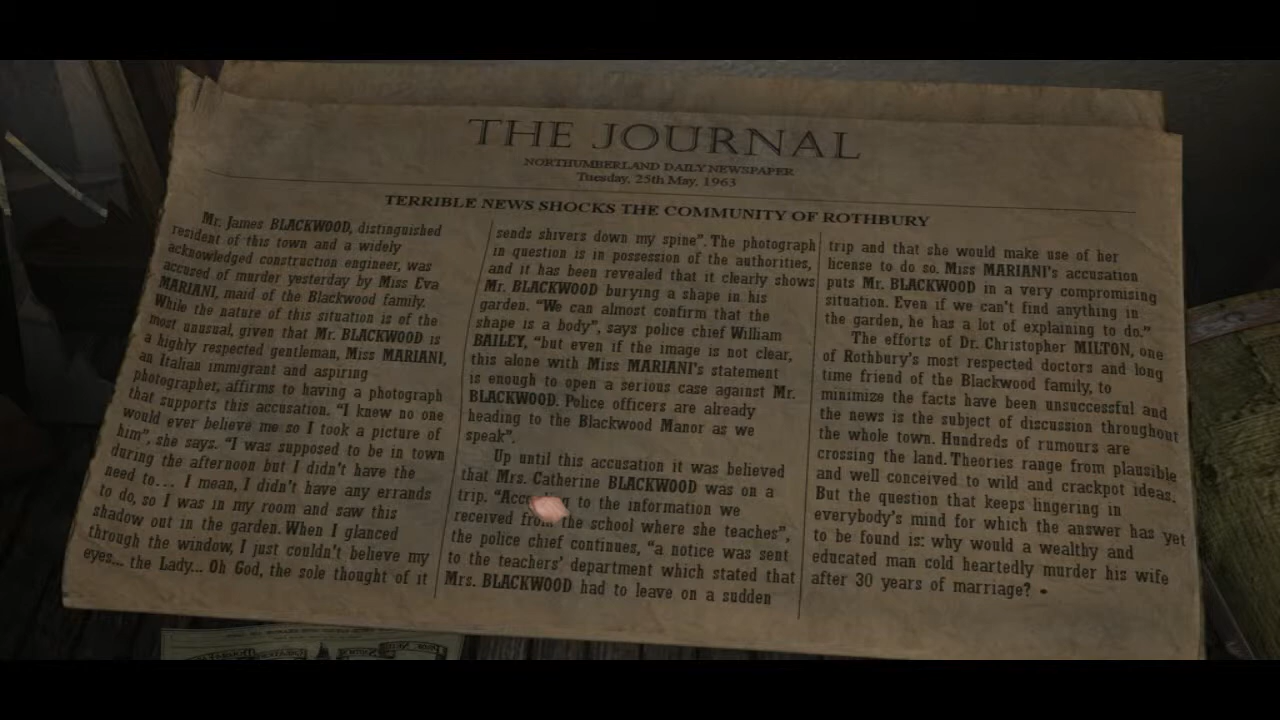 THE JOURNAL
NORTHUMBERLAND DAILY NEWSPAPER
Tuesday, 25th May, 1963
TERRIBLE NEWS SHOCKS THE COMMUNITY OF ROTHBURY
Mr. James BLACKWOOD, distinguished
resident of this town and a widely
acknowledged construction engineer, was
accused of murder yesterday by Miss Eva
MARIANI, maid of the Blackwood family.
While the nature of this situation is of the
most unusual, given that Mr. BLACKWOOD is
a highly respected gentleman, Miss MARIANI,
an Italian immigrant and aspiring
photographer, affirms to having a photograph
that supports this accusation. “I knew no one
would ever believe me so I took a picture of
him”, she says. “I was supposed to be in town
during the afternoon but I didn't have the
need to... I mean, I didn't have any errands
to do, so I was in my room and saw this
shadow out in the garden. When I glanced
through the window, I just couldn't believe my
eyes... the Lady... Oh God, the sole thought of it
sends shivers down my spine”. The photograph
in question is in possession of the authorities,
and it has been revealed that it clearly shows
Mr. BLACKWOOD burying a shape in his
garden. “We can almost confirm that the
shape is a body”, says police chief William
BAILEY, “but even if the image is not clear,
this alone with Miss MARIANI's statement
is enough to open a serious case against Mr.
BLACKWOOD. Police officers are already
heading to the Blackwood Manor as we
speak”.
Up until this accusation it was believed
that Mrs. Catherine BLACKWOOD was on a
trip. “According to the information we
received from the school where she teaches”,
the police chief continues, “a notice was sent
to the teachers' department which stated that
Mrs. BLACKWOOD had to leave on a sudden
trip and that she would make use of her
license to do so. Miss MARIANI's accusation
puts Mr. BLACKWOOD in a very compromising
situation. Even if we can't find anything in
the garden, he has a lot of explaining to do.”
The efforts of Dr. Christopher MILTON, one
of Rothbury's most respected doctors and long
time friend of the Blackwood family, to
minimize the facts have been unsuccessful and
the news is the subject of discussion throughout
the whole town. Hundreds of rumours are
crossing the land. Theories range from plausible
and well conceived to wild and crackpot ideas.
But the question that keeps lingering in
everybody's mind for which the answer has yet
to be found is: why would a wealthy and
educated man cold heartedly murder his wife
after 30 years of marriage? •